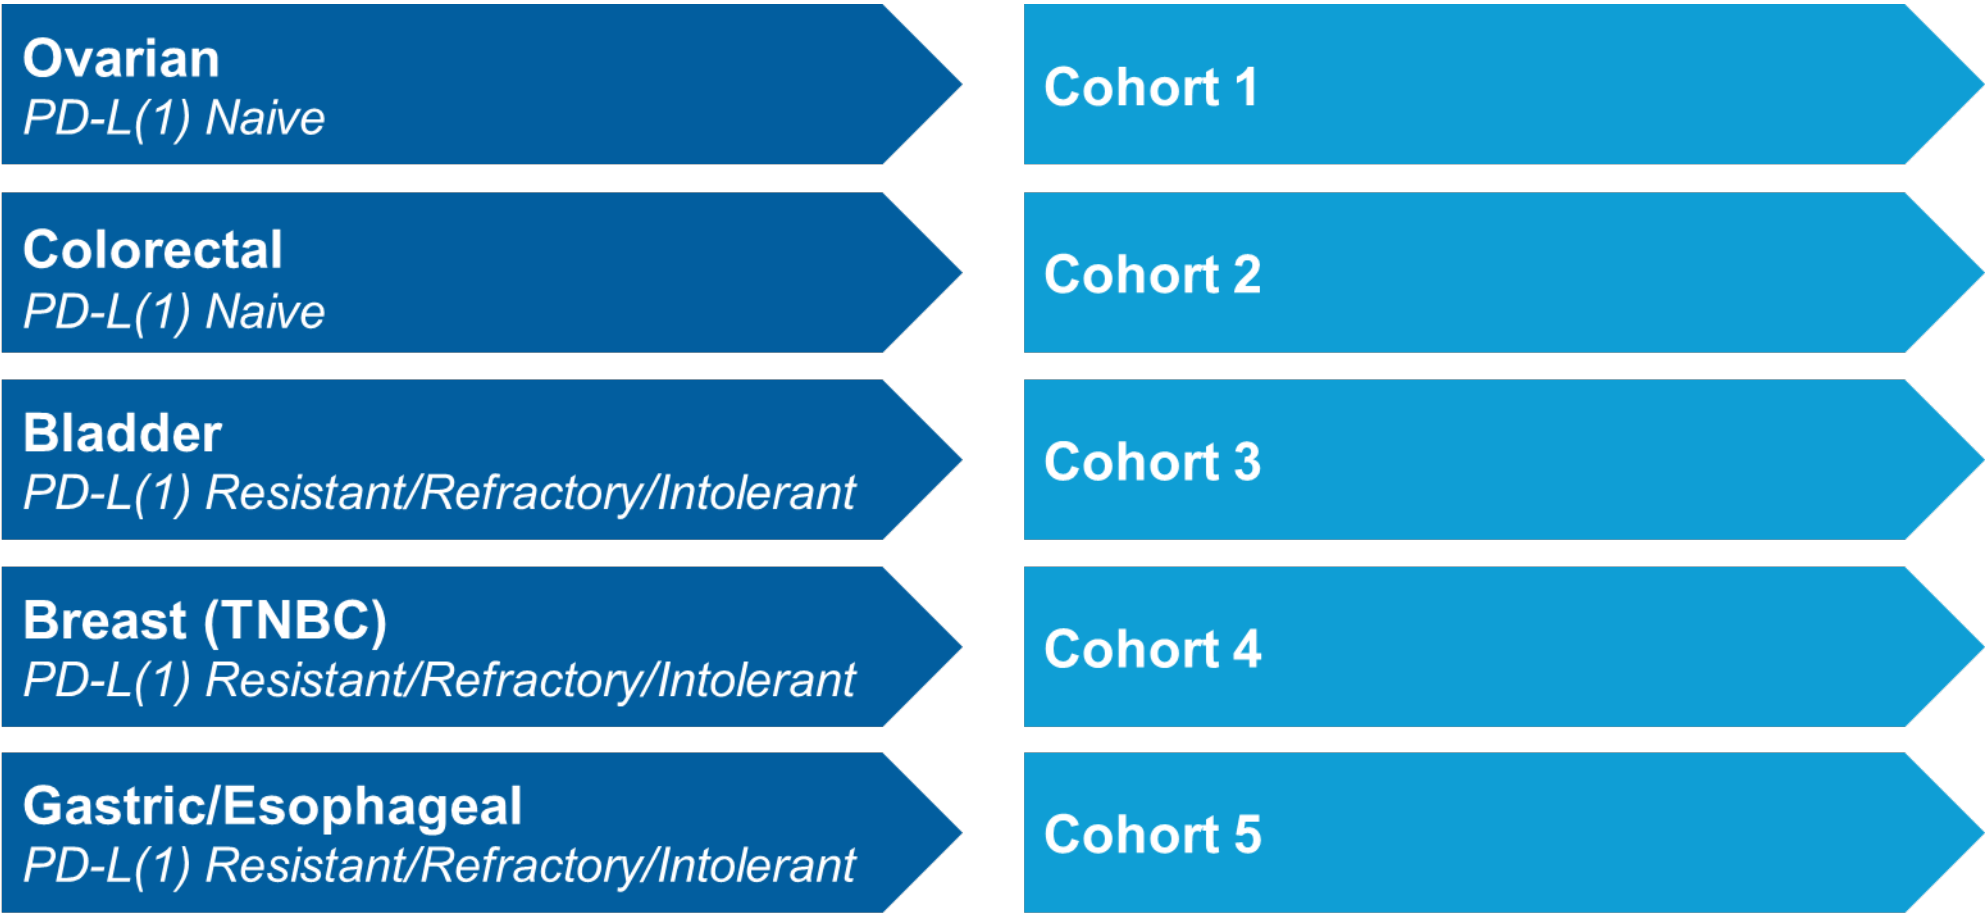 Ovarian
PD-L(1) Naive
Cohort 1
Colorectal
PD-L(1) Naive
Cohort 2
Bladder
PD-L(1) Resistant/Refractory/Intolerant
Cohort 3
Breast (TNBC)
PD-L(1) Resistant/Refractory/Intolerant
Cohort 4
Gastric/Esophageal
PD-L(1) Resistant/Refractory/Intolerant
Cohort 5